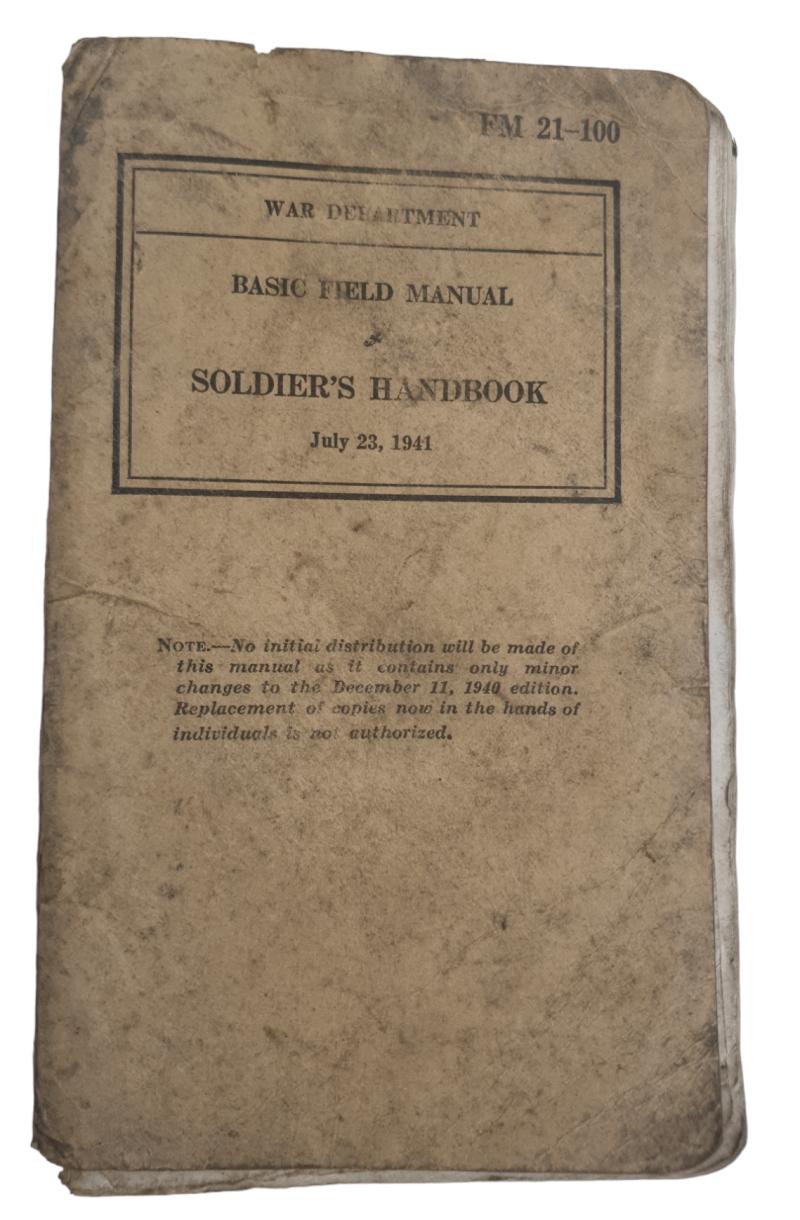 FM 21–100
WAR DEPARTMENT
BASIC FIELD MANUAL
SOLDIER'S HANDBOOK
July 23, 1941
NOTE.—No initial distribution will be made of
this manual as it contains only minor
changes to the December 11, 1940 edition.
Replacement of copies now in the hands of
individuals is not authorized.